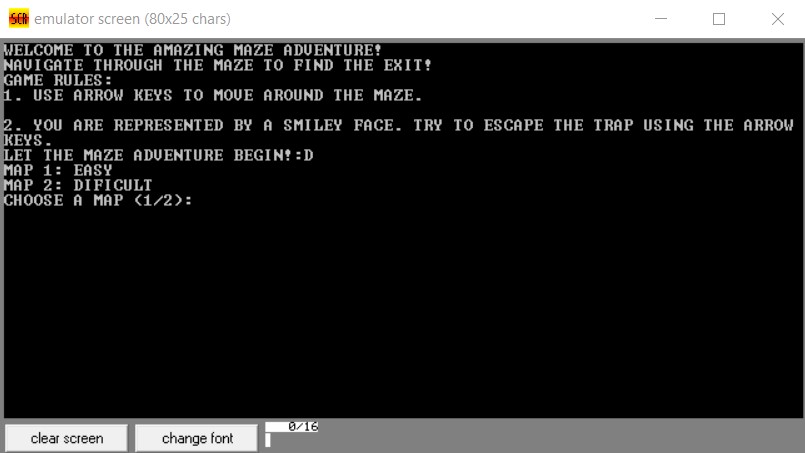 SCR emulator screen (80x25 chars)
WELCOME TO THE AMAZING MAZE ADVENTURE!
NAVIGATE THROUGH THE MAZE TO FIND THE EXIT!
GAME RULES:
1. USE ARROW KEYS TO MOVE AROUND THE MAZE.
2. YOU ARE REPRESENTED BY A SMILEY FACE. TRY TO ESCAPE THE TRAP USING THE ARROW
KEYS.
LET THE MAZE ADVENTURE BEGIN!:D
MAP 1: EASY
MAP 2: DIFICULT
CHOOSE A MAP (1/2):
clear screen change font 0/16